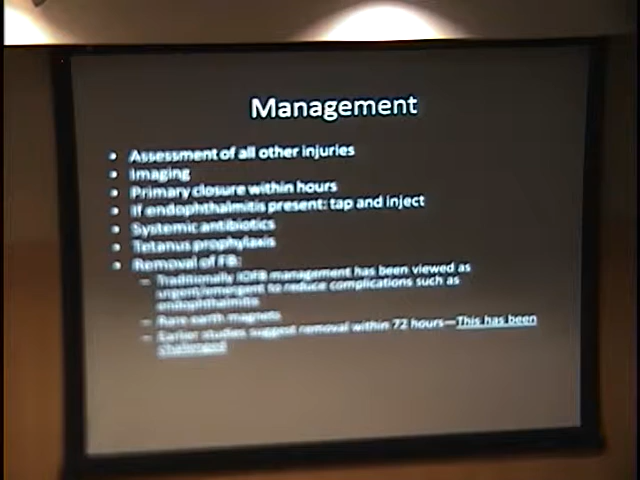 Management
• Assessment of all other injuries
• Imaging
• Primary closure within hours
• If endophthalmitis present: tap and inject
• Systemic antibiotics
• Tetanus prophylaxis
• Removal of FB:
– Traditionally IOFB management has been viewed as
urgent/emergent to reduce complications such as
endophthalmitis
– Rare earth magnets
– Earlier studies suggest removal within 72 hours—This has been
challenged